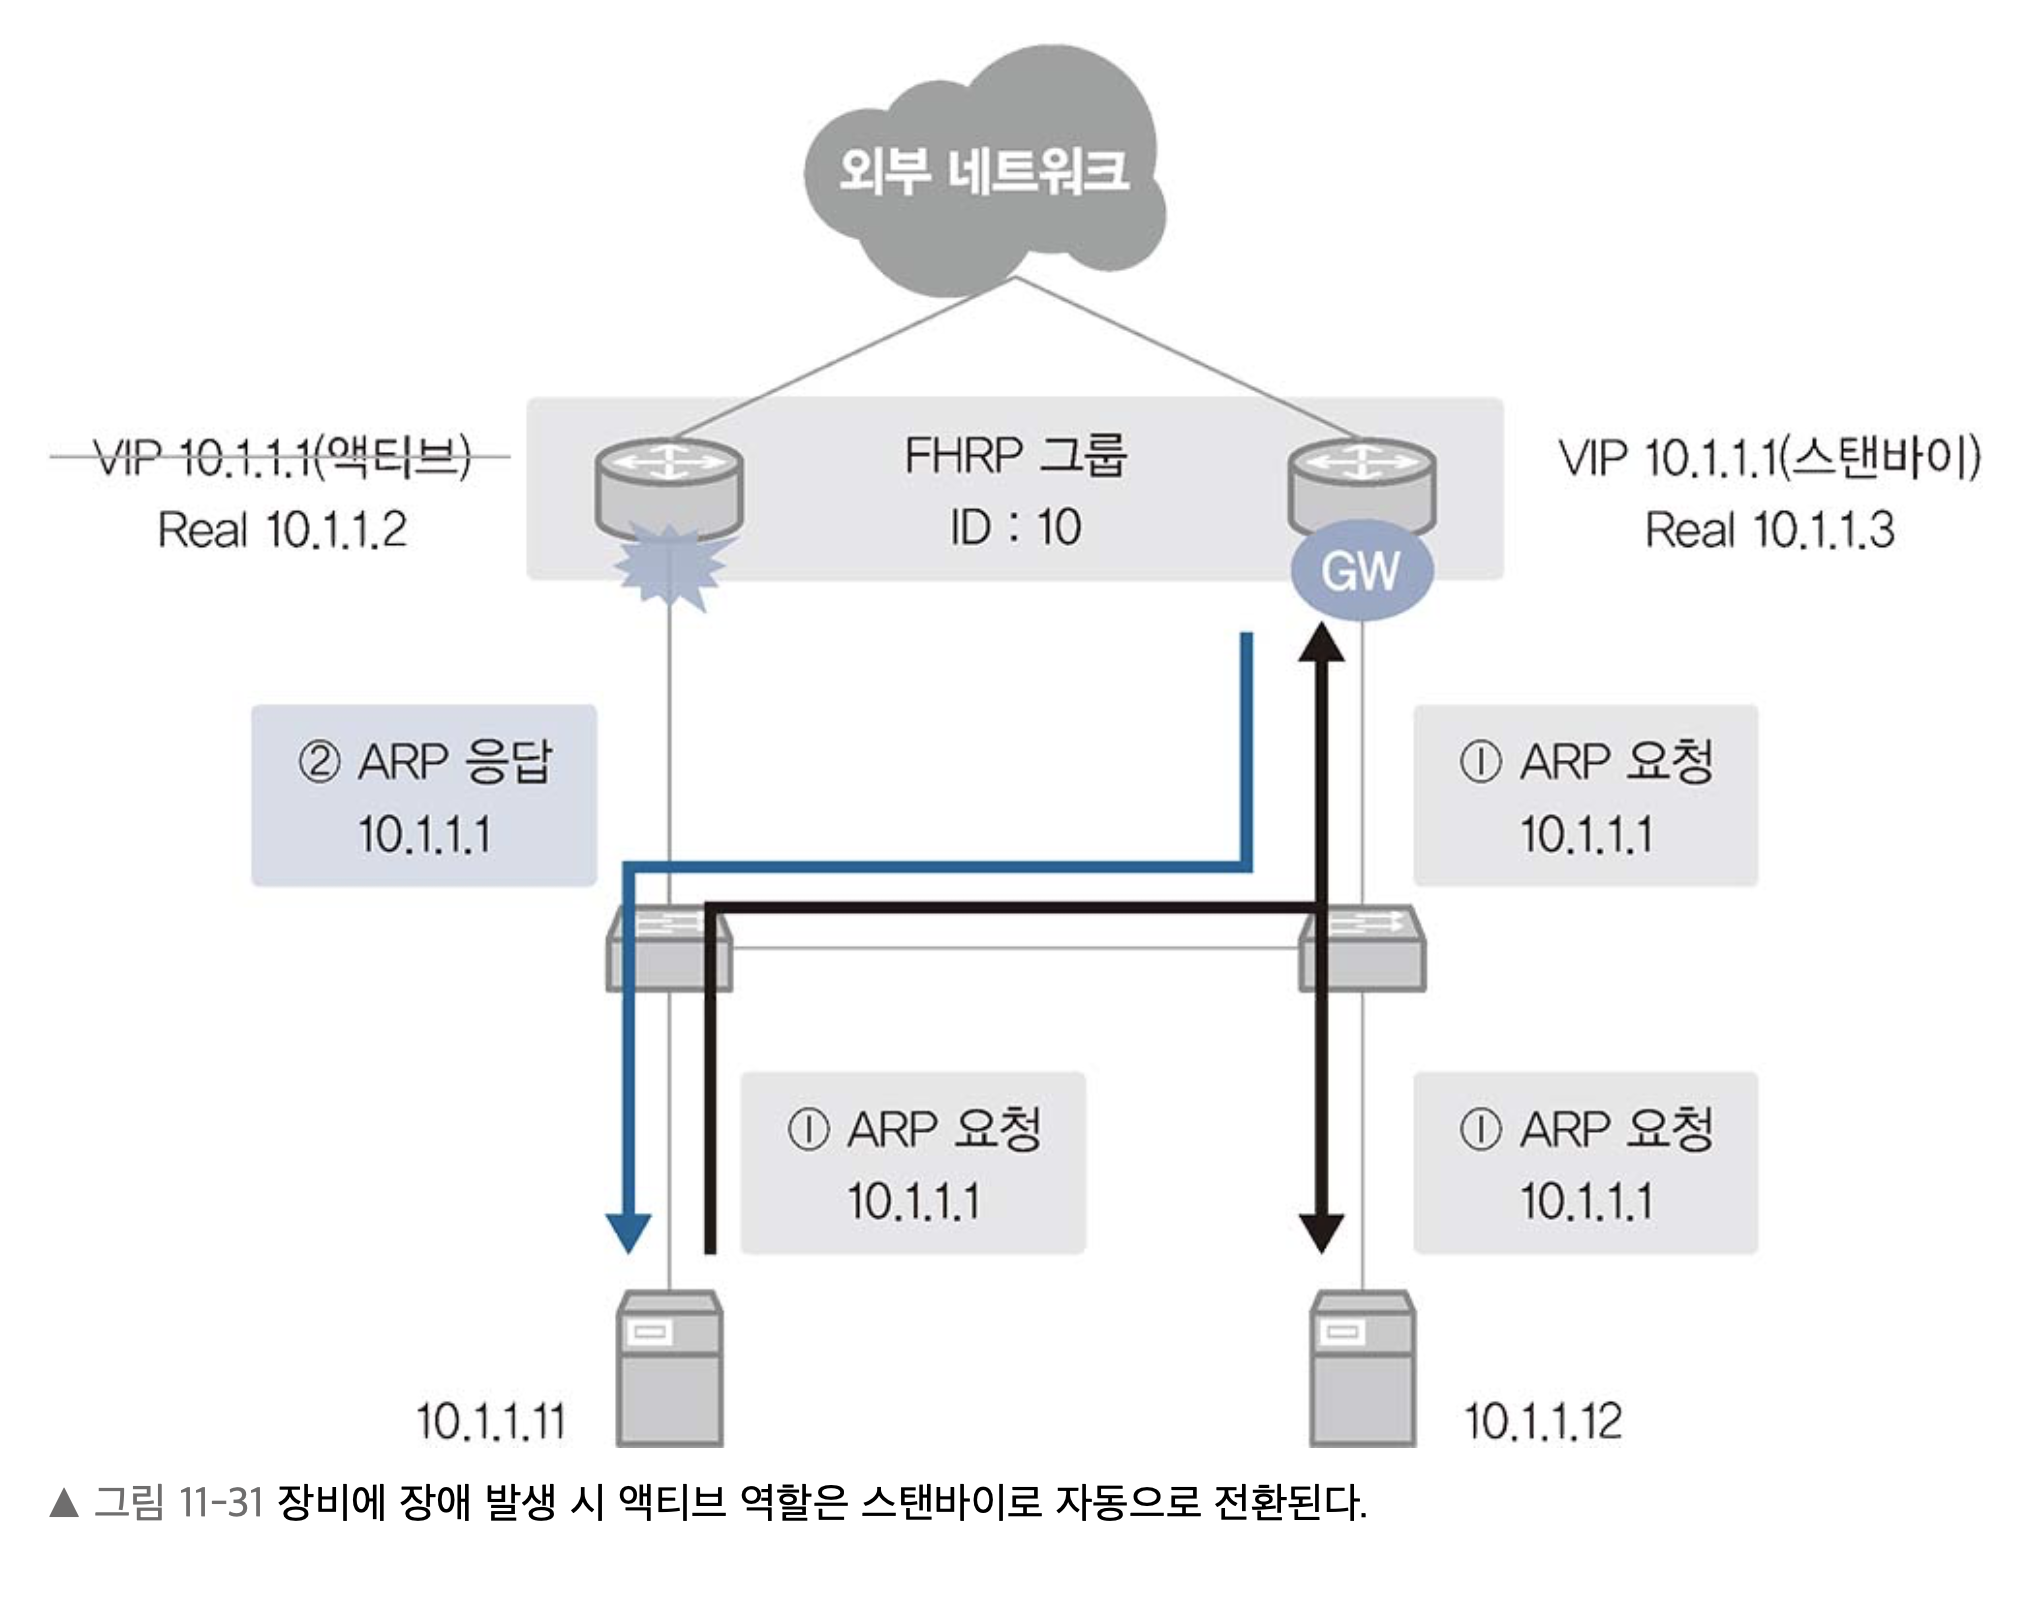 외부 네트워크
VIP 10.1.1.1(액티브)
Real 10.1.1.2
FHRP 그룹
ID : 10
VIP 10.1.1.1(스탠바이)
Real 10.1.1.3
GW
② ARP 응답
10.1.1.1
① ARP 요청
10.1.1.1
① ARP 요청
10.1.1.1
① ARP 요청
10.1.1.1
10.1.1.11
10.1.1.12
▲ 그림 11-31 장비에 장애 발생 시 액티브 역할은 스탠바이로 자동으로 전환된다.